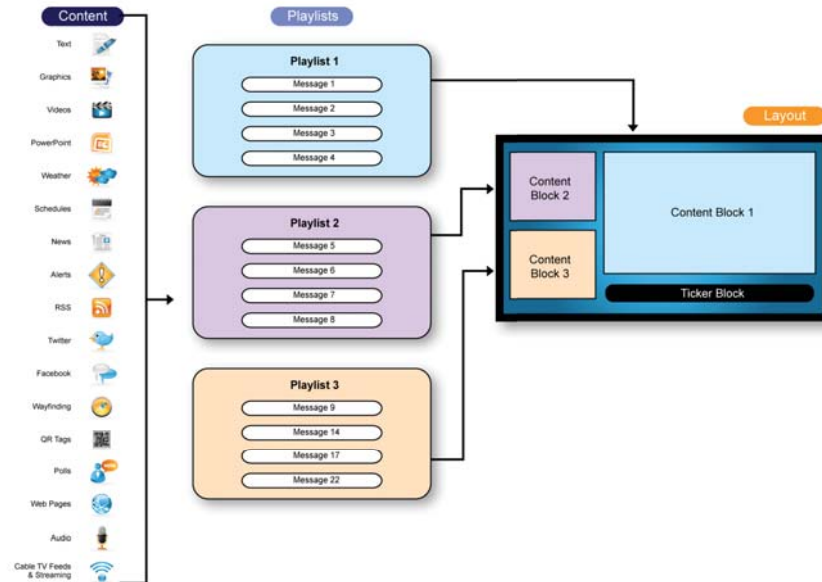 Content
Text
Graphics
Videos
PowerPoint
Weather
Schedules
News
Alerts
RSS
Twitter
Facebook
Wayfinding
QR Tags
Polls
Web Pages
Audio
Cable TV Feeds
& Streaming
Playlists
Playlist 1
Message 1
Message 2
Message 3
Message 4
Playlist 2
Message 5
Message 6
Message 7
Message 8
Playlist 3
Message 9
Message 14
Message 17
Message 22
Layout
Content
Block 2
Content Block 1
Content
Block 3
Ticker Block